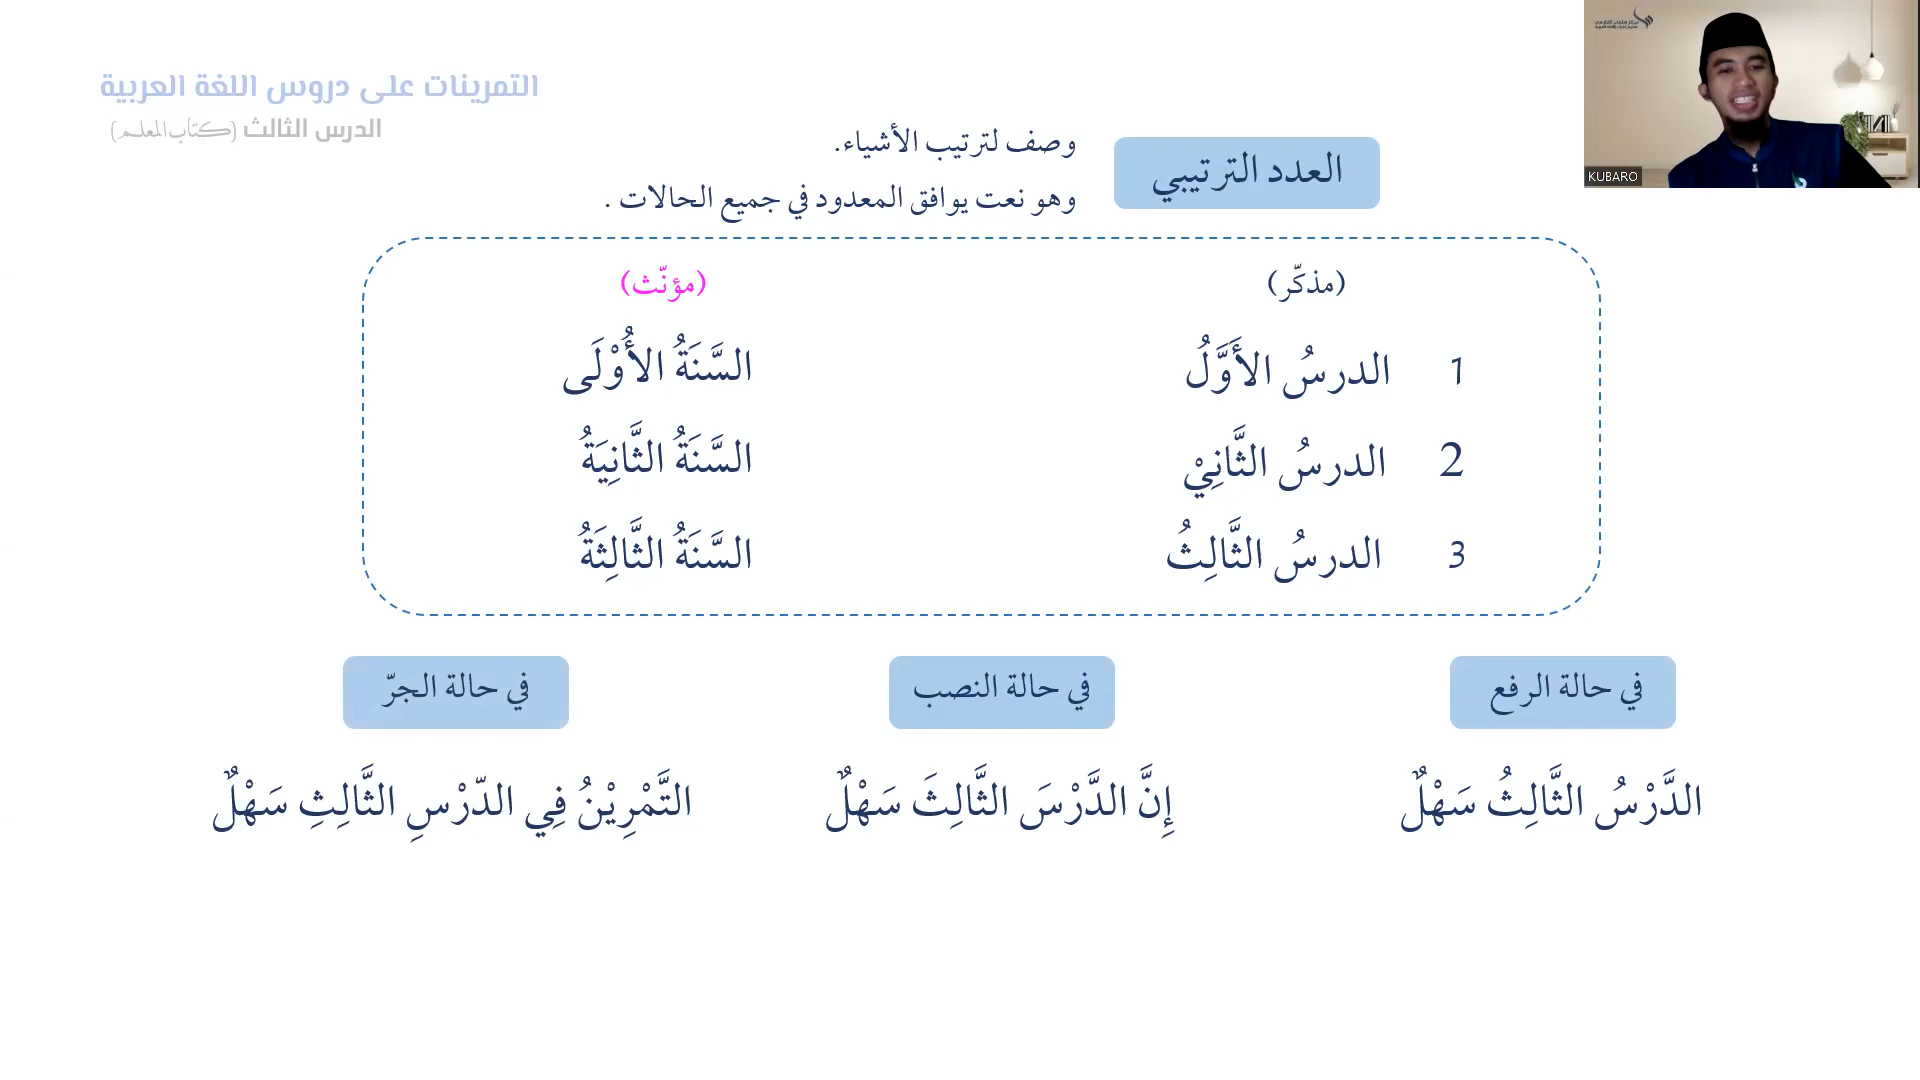 التمرينات على دروس اللغة العربية
الدرس الثالث (كتاب المعلم)
العدد الترتيبي
وصف لترتيب الأشياء.
وهو نعت يوافق المعدود في جميع الحالات .
(مذكّر) (مؤنّث)
1 الدرسُ الأَوَّلُ السَّنَةُ الأُوْلَى
2 الدرسُ الثَّانِيْ السَّنَةُ الثَّانِيَةُ
3 الدرسُ الثَّالِثُ السَّنَةُ الثَّالِثَةُ
في حالة الرفع في حالة النصب في حالة الجرّ
الدَّرْسُ الثَّالِثُ سَهْلٌ إِنَّ الدَّرْسَ الثَّالِثَ سَهْلٌ التَّمْرِيْنُ فِي الدّرْسِ الثَّالِثِ سَهْلٌ
KUBARO